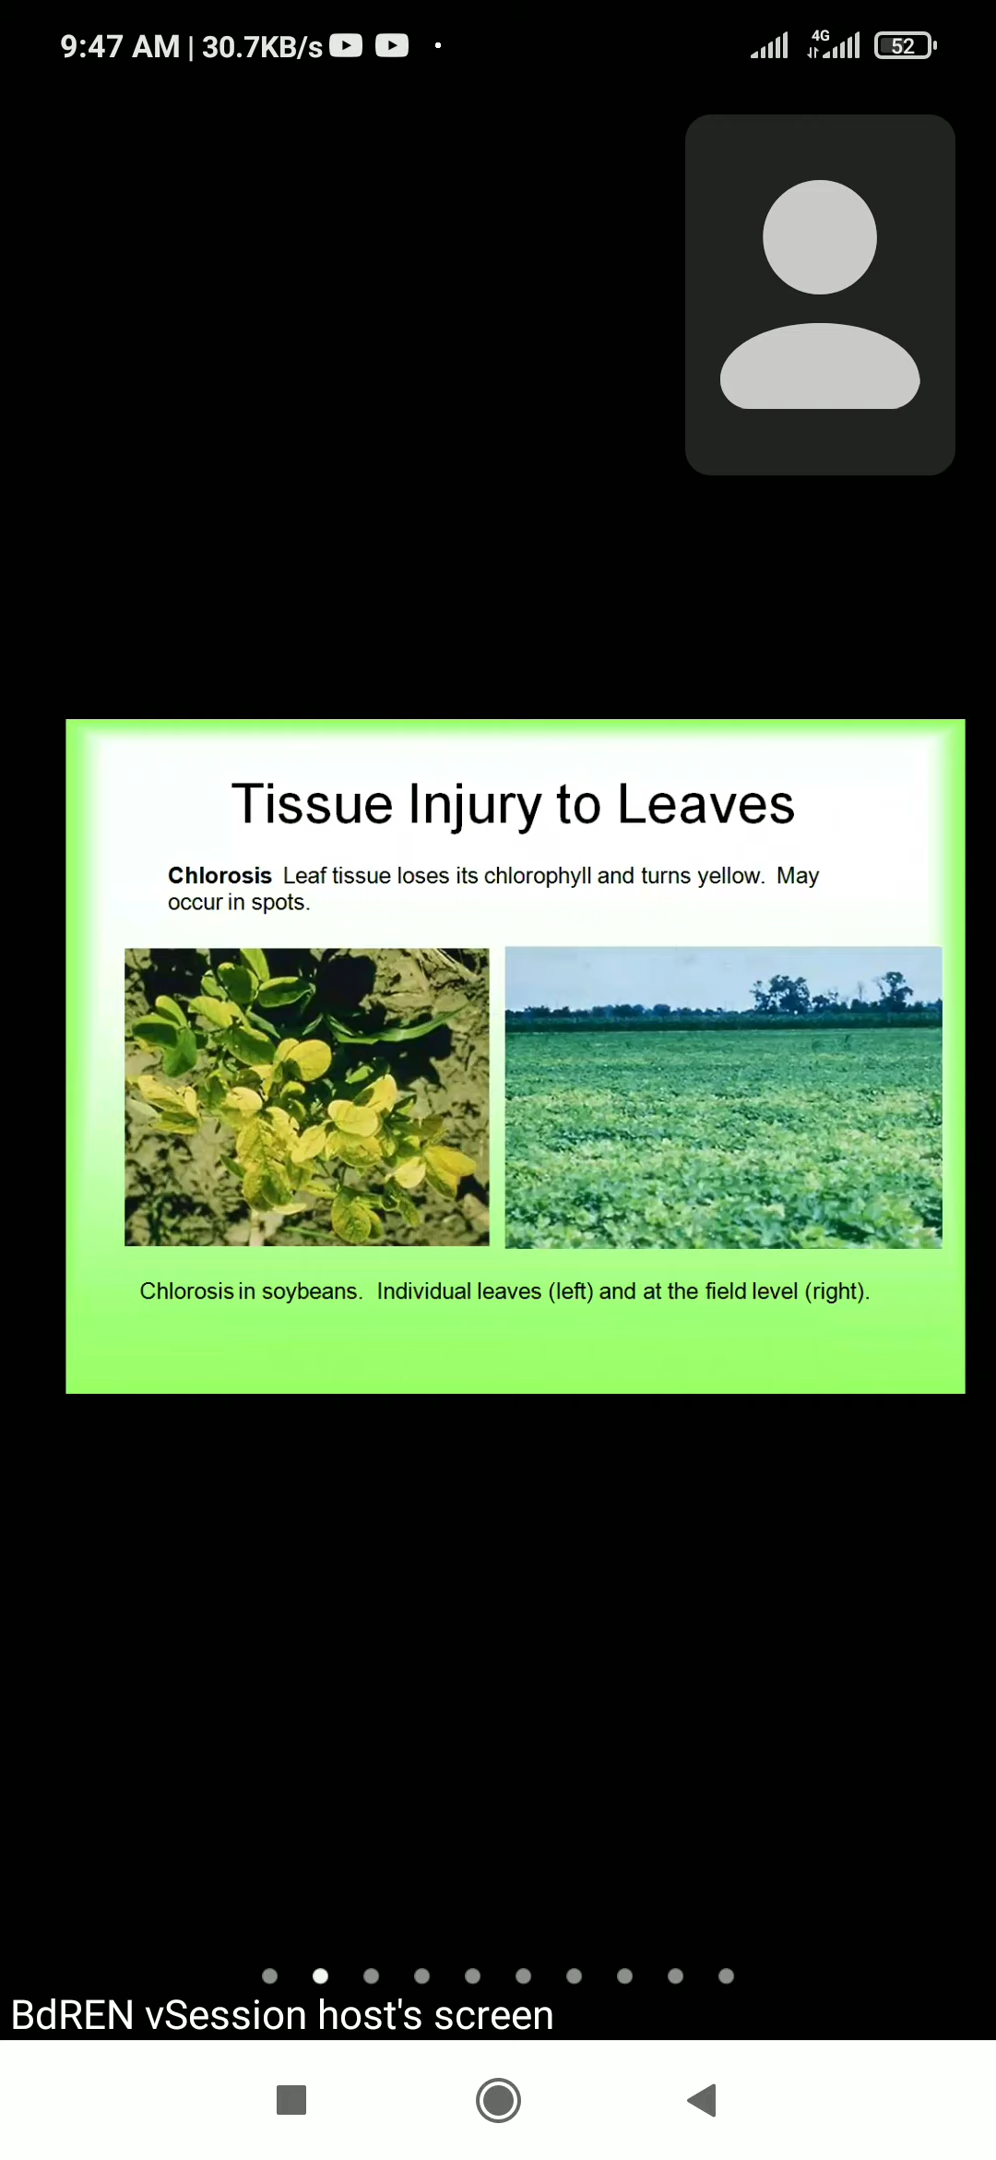 9:47 AM | 30.7KB/s
4G
52
Tissue Injury to Leaves
Chlorosis Leaf tissue loses its chlorophyll and turns yellow. May
occur in spots.
Chlorosis in soybeans. Individual leaves (left) and at the field level (right).
BdREN vSession host's screen